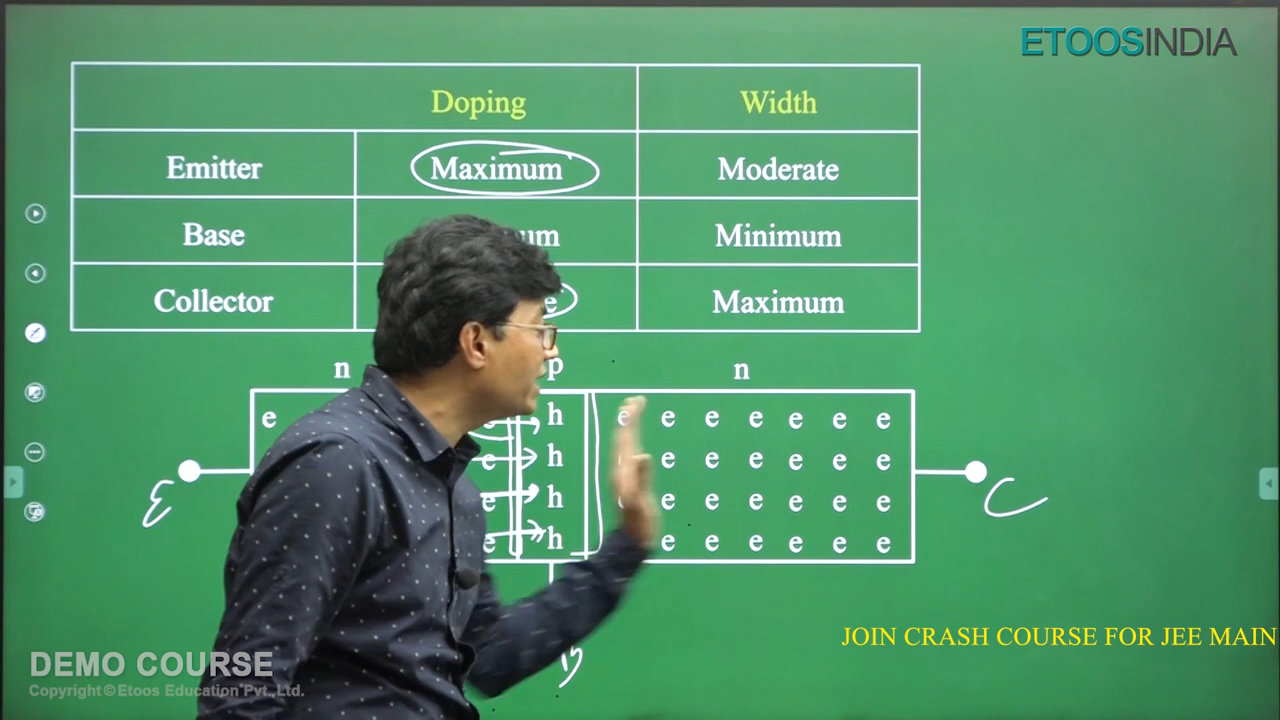 ETOOSINDIA
Doping Width
Emitter Maximum Moderate
Base um Minimum
Collector e Maximum
n p n
e e h e e e e e e e
e h e e e e e e
e h e e e e e e
e h e e e e e e
E C
B
JOIN CRASH COURSE FOR JEE MAIN
DEMO COURSE
Copyright © Etoos Education Pvt. Ltd.